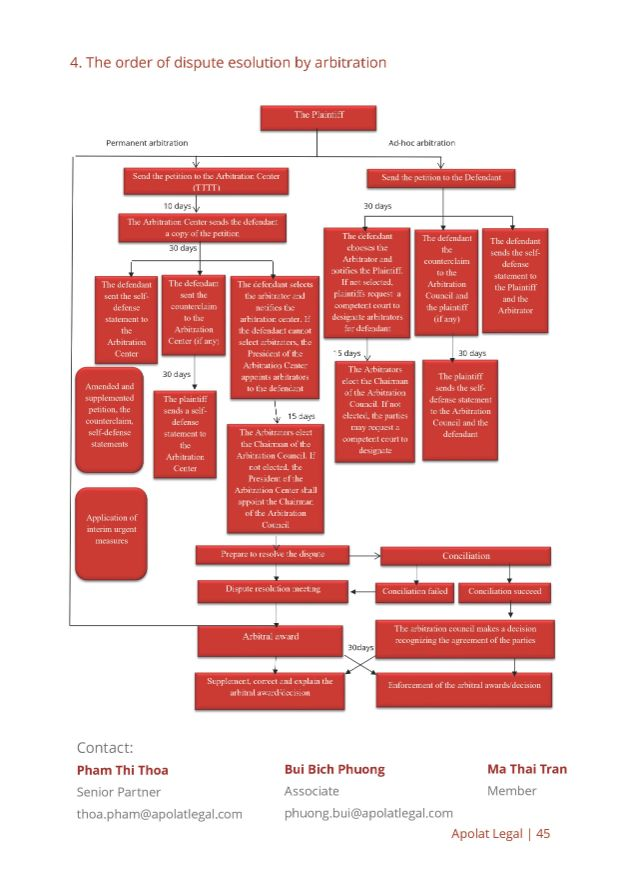 4. The order of dispute esolution by arbitration
The Plaintiff
Permanent arbitration
Ad-hoc arbitration
Send the petition to the Arbitration Center
(TTTT)
Send the petition to the Defendant
10 days
The Arbitration Center sends the defendant
a copy of the petition
30 days
30 days
The defendant
sent the self-
defense
statement to
the
Arbitration
Center
The defendant
sent the
counterclaim
to the
Arbitration
Center (if any)
The defendant selects
the arbitrator and
notifies the
arbitration center. If
the defendant cannot
select arbitrators, the
President of the
Arbitration Center
appoints arbitrators
to the defendant
The defendant
chooses the
Arbitrator and
notifies the Plaintiff.
If not selected,
plaintiffs request a
competent court to
designate arbitrators
for defendant
The defendant
the
counterclaim
to the
Arbitration
Council and
the plaintiff
(if any)
The defendant
sends the self-
defense
statement to
the Plaintiff
and the
Arbitrator
Amended and
supplemented
petition, the
counterclaim,
self-defense
statements
30 days
The plaintiff
sends a self-
defense
statement to
the
Arbitration
Center
15 days
The Arbitrators elect
the Chairman of the
Arbitration Council. If
not elected, the
President of the
Arbitration Center shall
appoint the Chairman
of the Arbitration
Council
15 days
The Arbitrators
elect the Chairman
of the Arbitration
Council. If not
elected, the parties
may request a
competent court to
designate
30 days
The plaintiff
sends the self-
defense statement
to the Arbitration
Council and the
defendant
Application of
interim urgent
measures
Prepare to resolve the dispute
Conciliation
Dispute resolution meeting
Conciliation failed
Conciliation succeed
Arbitral award
The arbitration council makes a decision
recognizing the agreement of the parties
30days
Supplement, correct and explain the
arbitral award/decision
Enforcement of the arbitral awards/decision
Contact:
Pham Thi Thoa
Senior Partner
thoa.pham@apolatlegal.com
Bui Bich Phuong
Associate
phuong.bui@apolatlegal.com
Ma Thai Tran
Member
Apolat Legal | 45